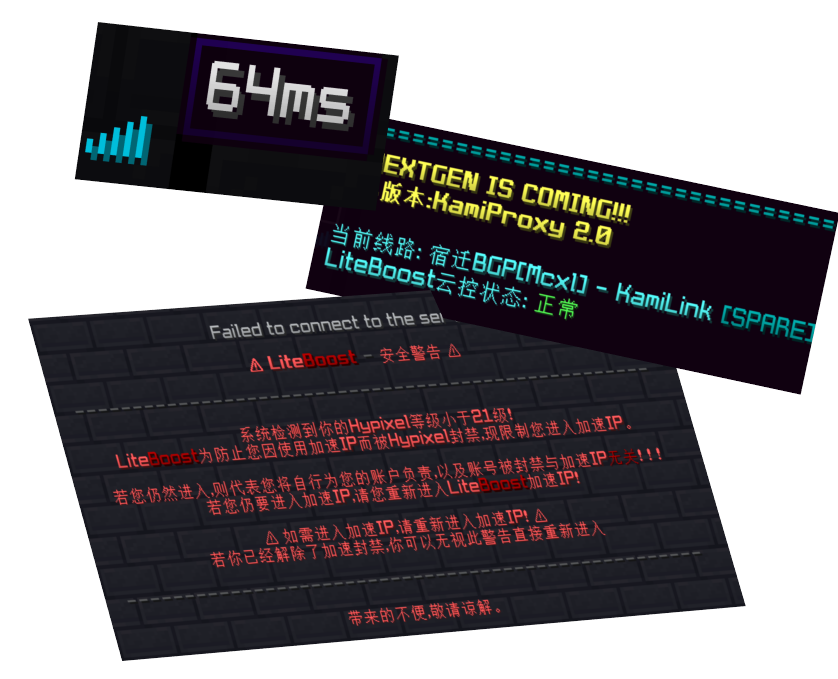 64ms
EXTGEN IS COMING!!!
版本:KamiProxy 2.0
当前线路: 宿迁BGP[Mcxl] - KamiLink [SPARE]
LiteBoost云控状态: 正常
Failed to connect to the ser
⚠ LiteBoost - 安全警告 ⚠
系统检测到你的Hypixel等级小于21级!
LiteBoost为防止您因使用加速IP而被Hypixel封禁,现限制您进入加速IP。
若您仍然进入,则代表您将自行为您的账户负责,以及账号被封禁与加速IP无关!!!
若您仍要进入加速IP,请您重新进入LiteBoost加速IP!
⚠ 如需进入加速IP,请重新进入加速IP! ⚠
若你已经解除了加速封禁,你可以无视此警告直接重新进入
带来的不便,敬请谅解。